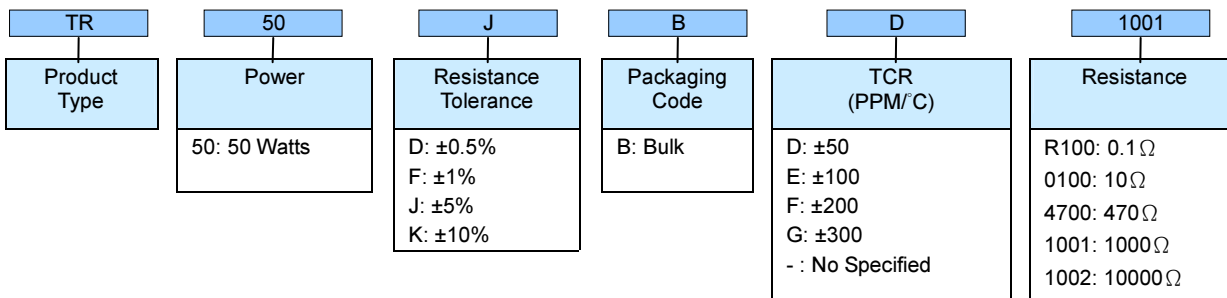 TR 50 J B D 1001
Product
Type
Power
50: 50 Watts
Resistance
Tolerance
D: ±0.5%
F: ±1%
J: ±5%
K: ±10%
Packaging
Code
B: Bulk
TCR
(PPM/°C)
D: ±50
E: ±100
F: ±200
G: ±300
- : No Specified
Resistance
R100: 0.1Ω
0100: 10Ω
4700: 470Ω
1001: 1000Ω
1002: 10000Ω